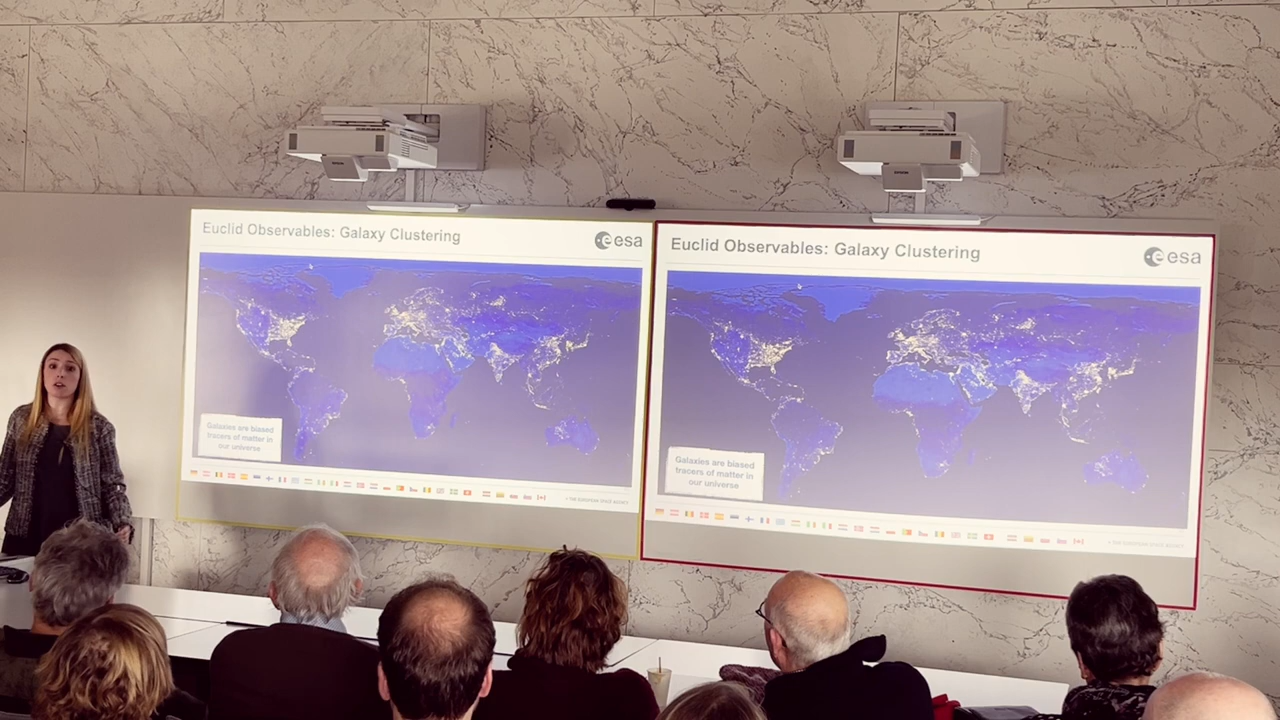 Euclid Observables: Galaxy Clustering
esa
Galaxies are biased
tracers of matter in
our universe
Euclid Observables: Galaxy Clustering
esa
Galaxies are biased
tracers of matter in
our universe